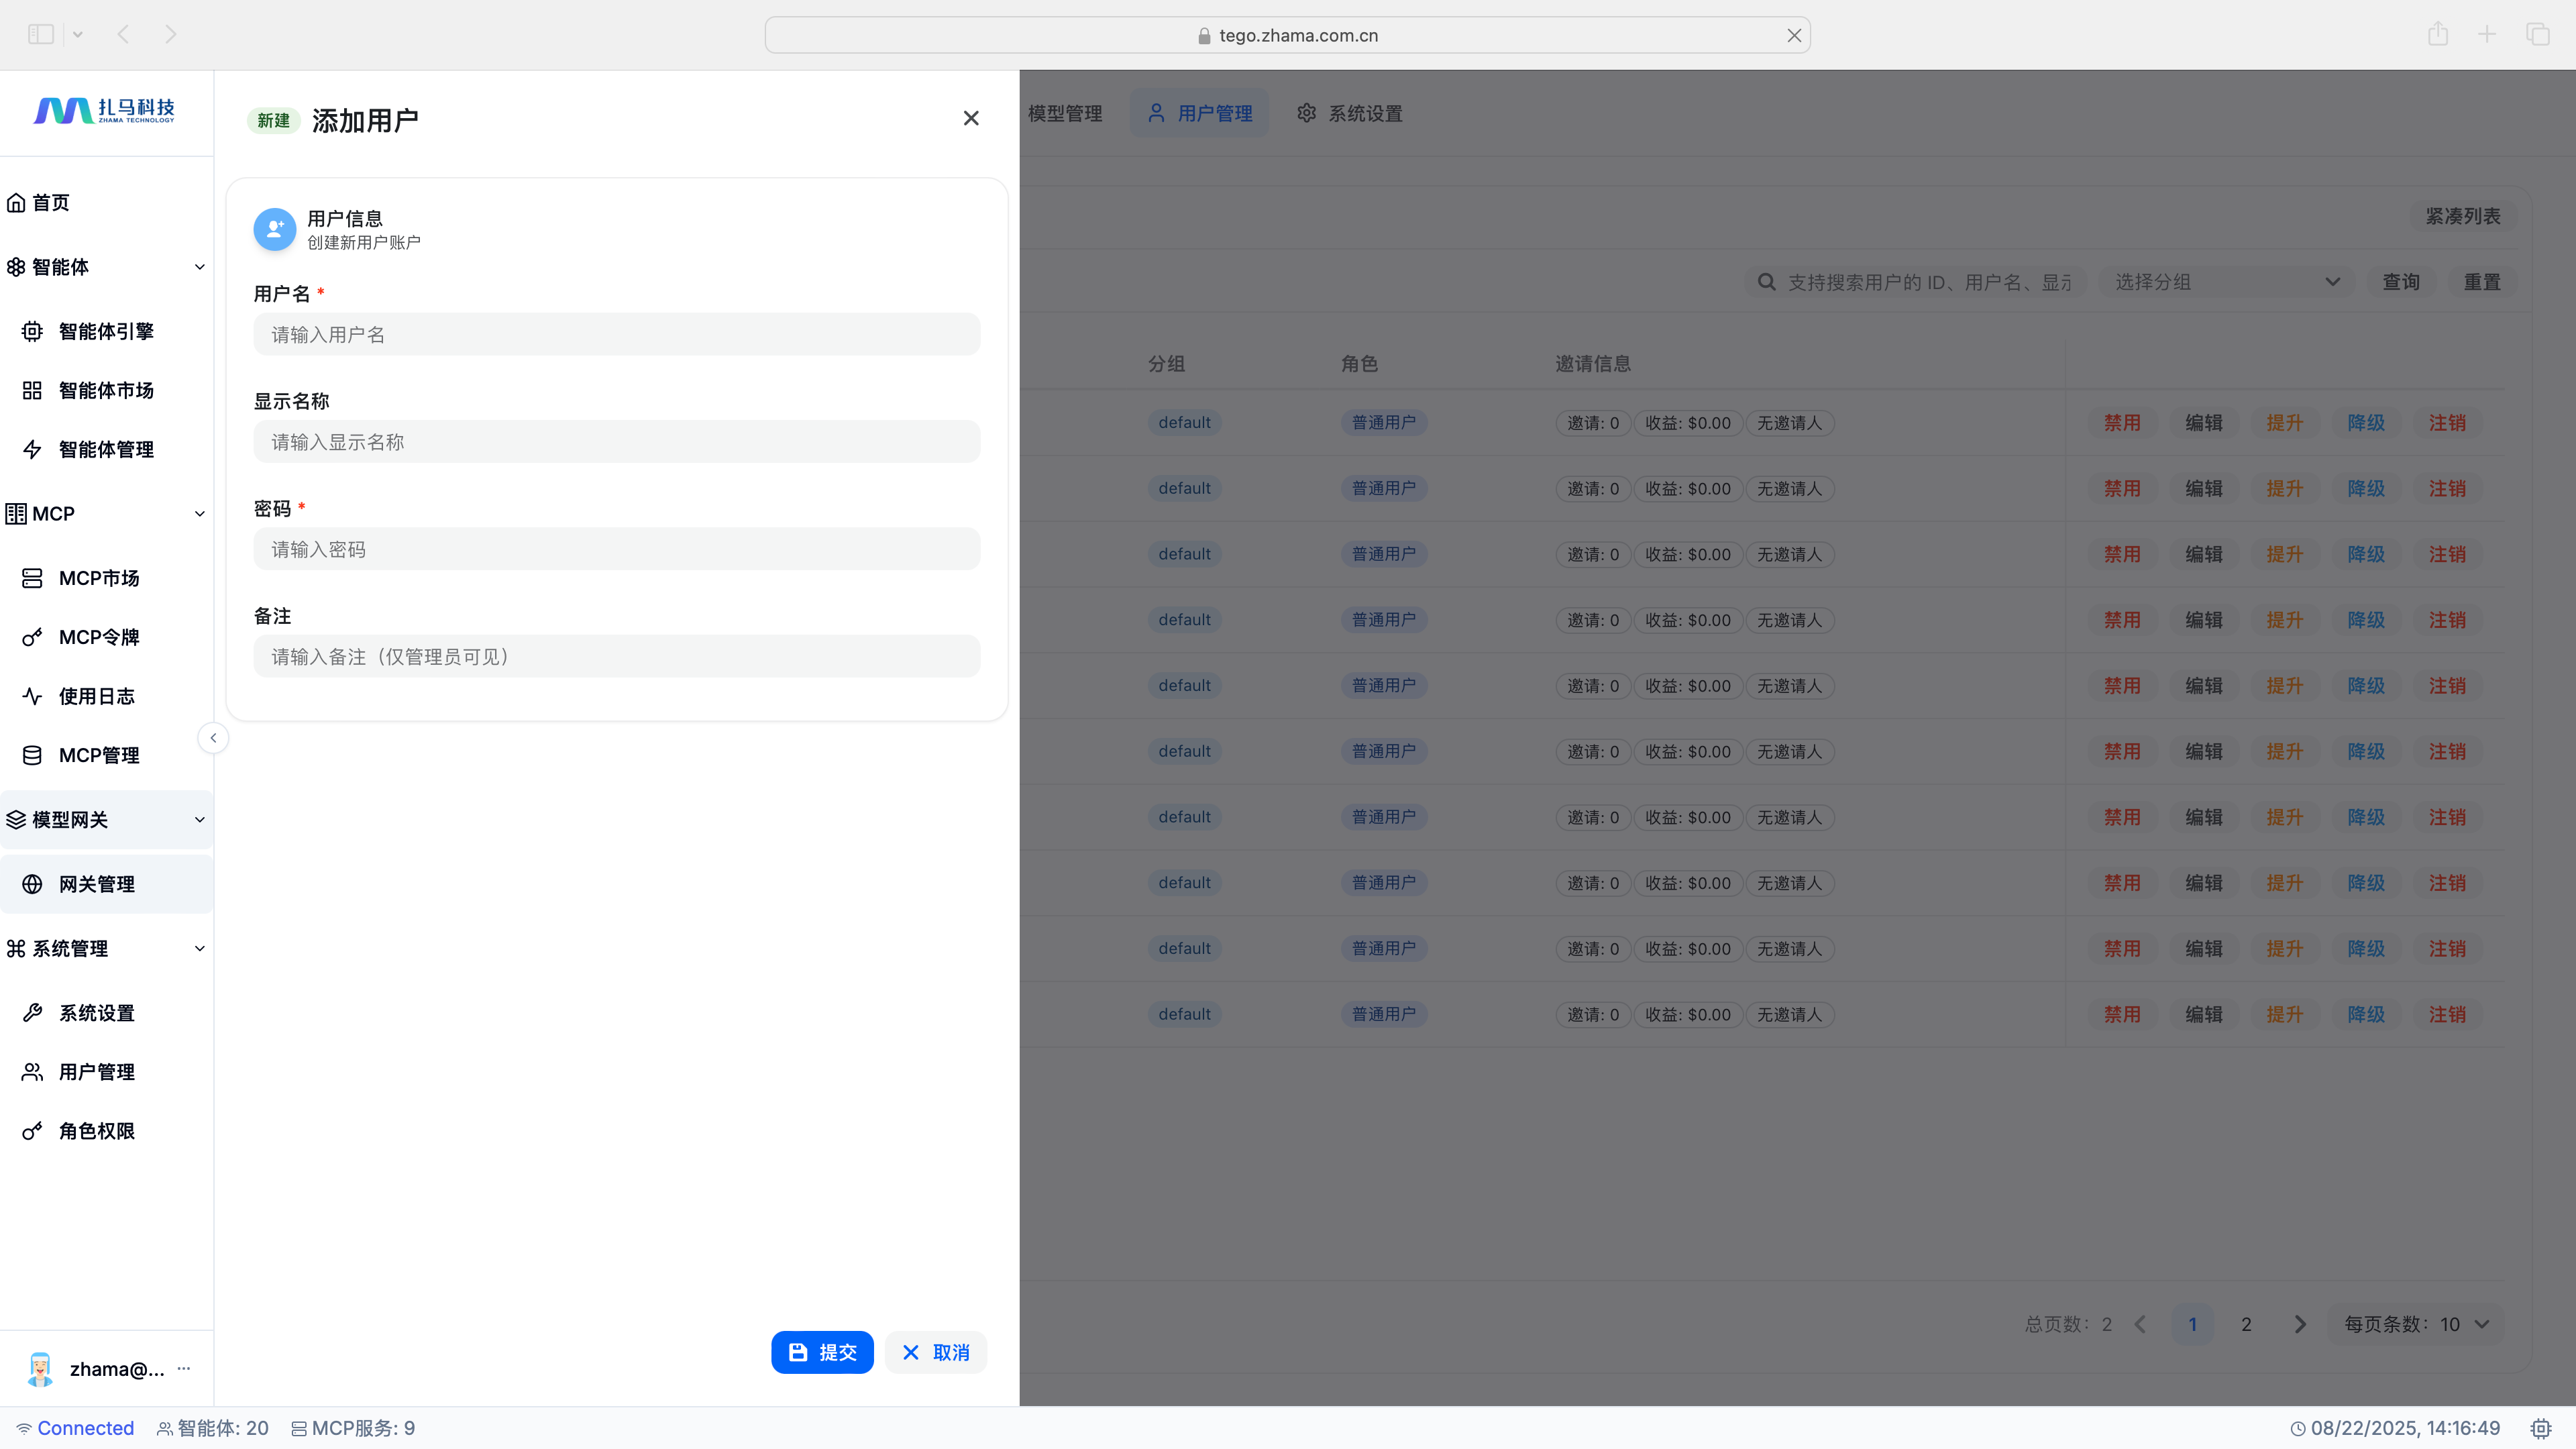 tego.zhama.com.cn
扎马科技
ZHAMA TECHNOLOGY
首页
智能体
智能体引擎
智能体市场
智能体管理
MCP
MCP市场
MCP令牌
使用日志
MCP管理
模型网关
网关管理
系统管理
系统设置
用户管理
角色权限
zhama@... ...
新建 添加用户
用户信息
创建新用户账户
用户名 *
请输入用户名
显示名称
请输入显示名称
密码 *
请输入密码
备注
请输入备注（仅管理员可见）
提交 取消
模型管理 用户管理 系统设置
紧凑列表
支持搜索用户的 ID、用户名、显示 选择分组 查询 重置
分组 角色 邀请信息
default 普通用户 邀请: 0 收益: $0.00 无邀请人 禁用 编辑 提升 降级 注销
default 普通用户 邀请: 0 收益: $0.00 无邀请人 禁用 编辑 提升 降级 注销
default 普通用户 邀请: 0 收益: $0.00 无邀请人 禁用 编辑 提升 降级 注销
default 普通用户 邀请: 0 收益: $0.00 无邀请人 禁用 编辑 提升 降级 注销
default 普通用户 邀请: 0 收益: $0.00 无邀请人 禁用 编辑 提升 降级 注销
default 普通用户 邀请: 0 收益: $0.00 无邀请人 禁用 编辑 提升 降级 注销
default 普通用户 邀请: 0 收益: $0.00 无邀请人 禁用 编辑 提升 降级 注销
default 普通用户 邀请: 0 收益: $0.00 无邀请人 禁用 编辑 提升 降级 注销
default 普通用户 邀请: 0 收益: $0.00 无邀请人 禁用 编辑 提升 降级 注销
default 普通用户 邀请: 0 收益: $0.00 无邀请人 禁用 编辑 提升 降级 注销
总页数：2 1 2 每页条数：10
Connected 智能体: 20 MCP服务: 9 08/22/2025, 14:16:49